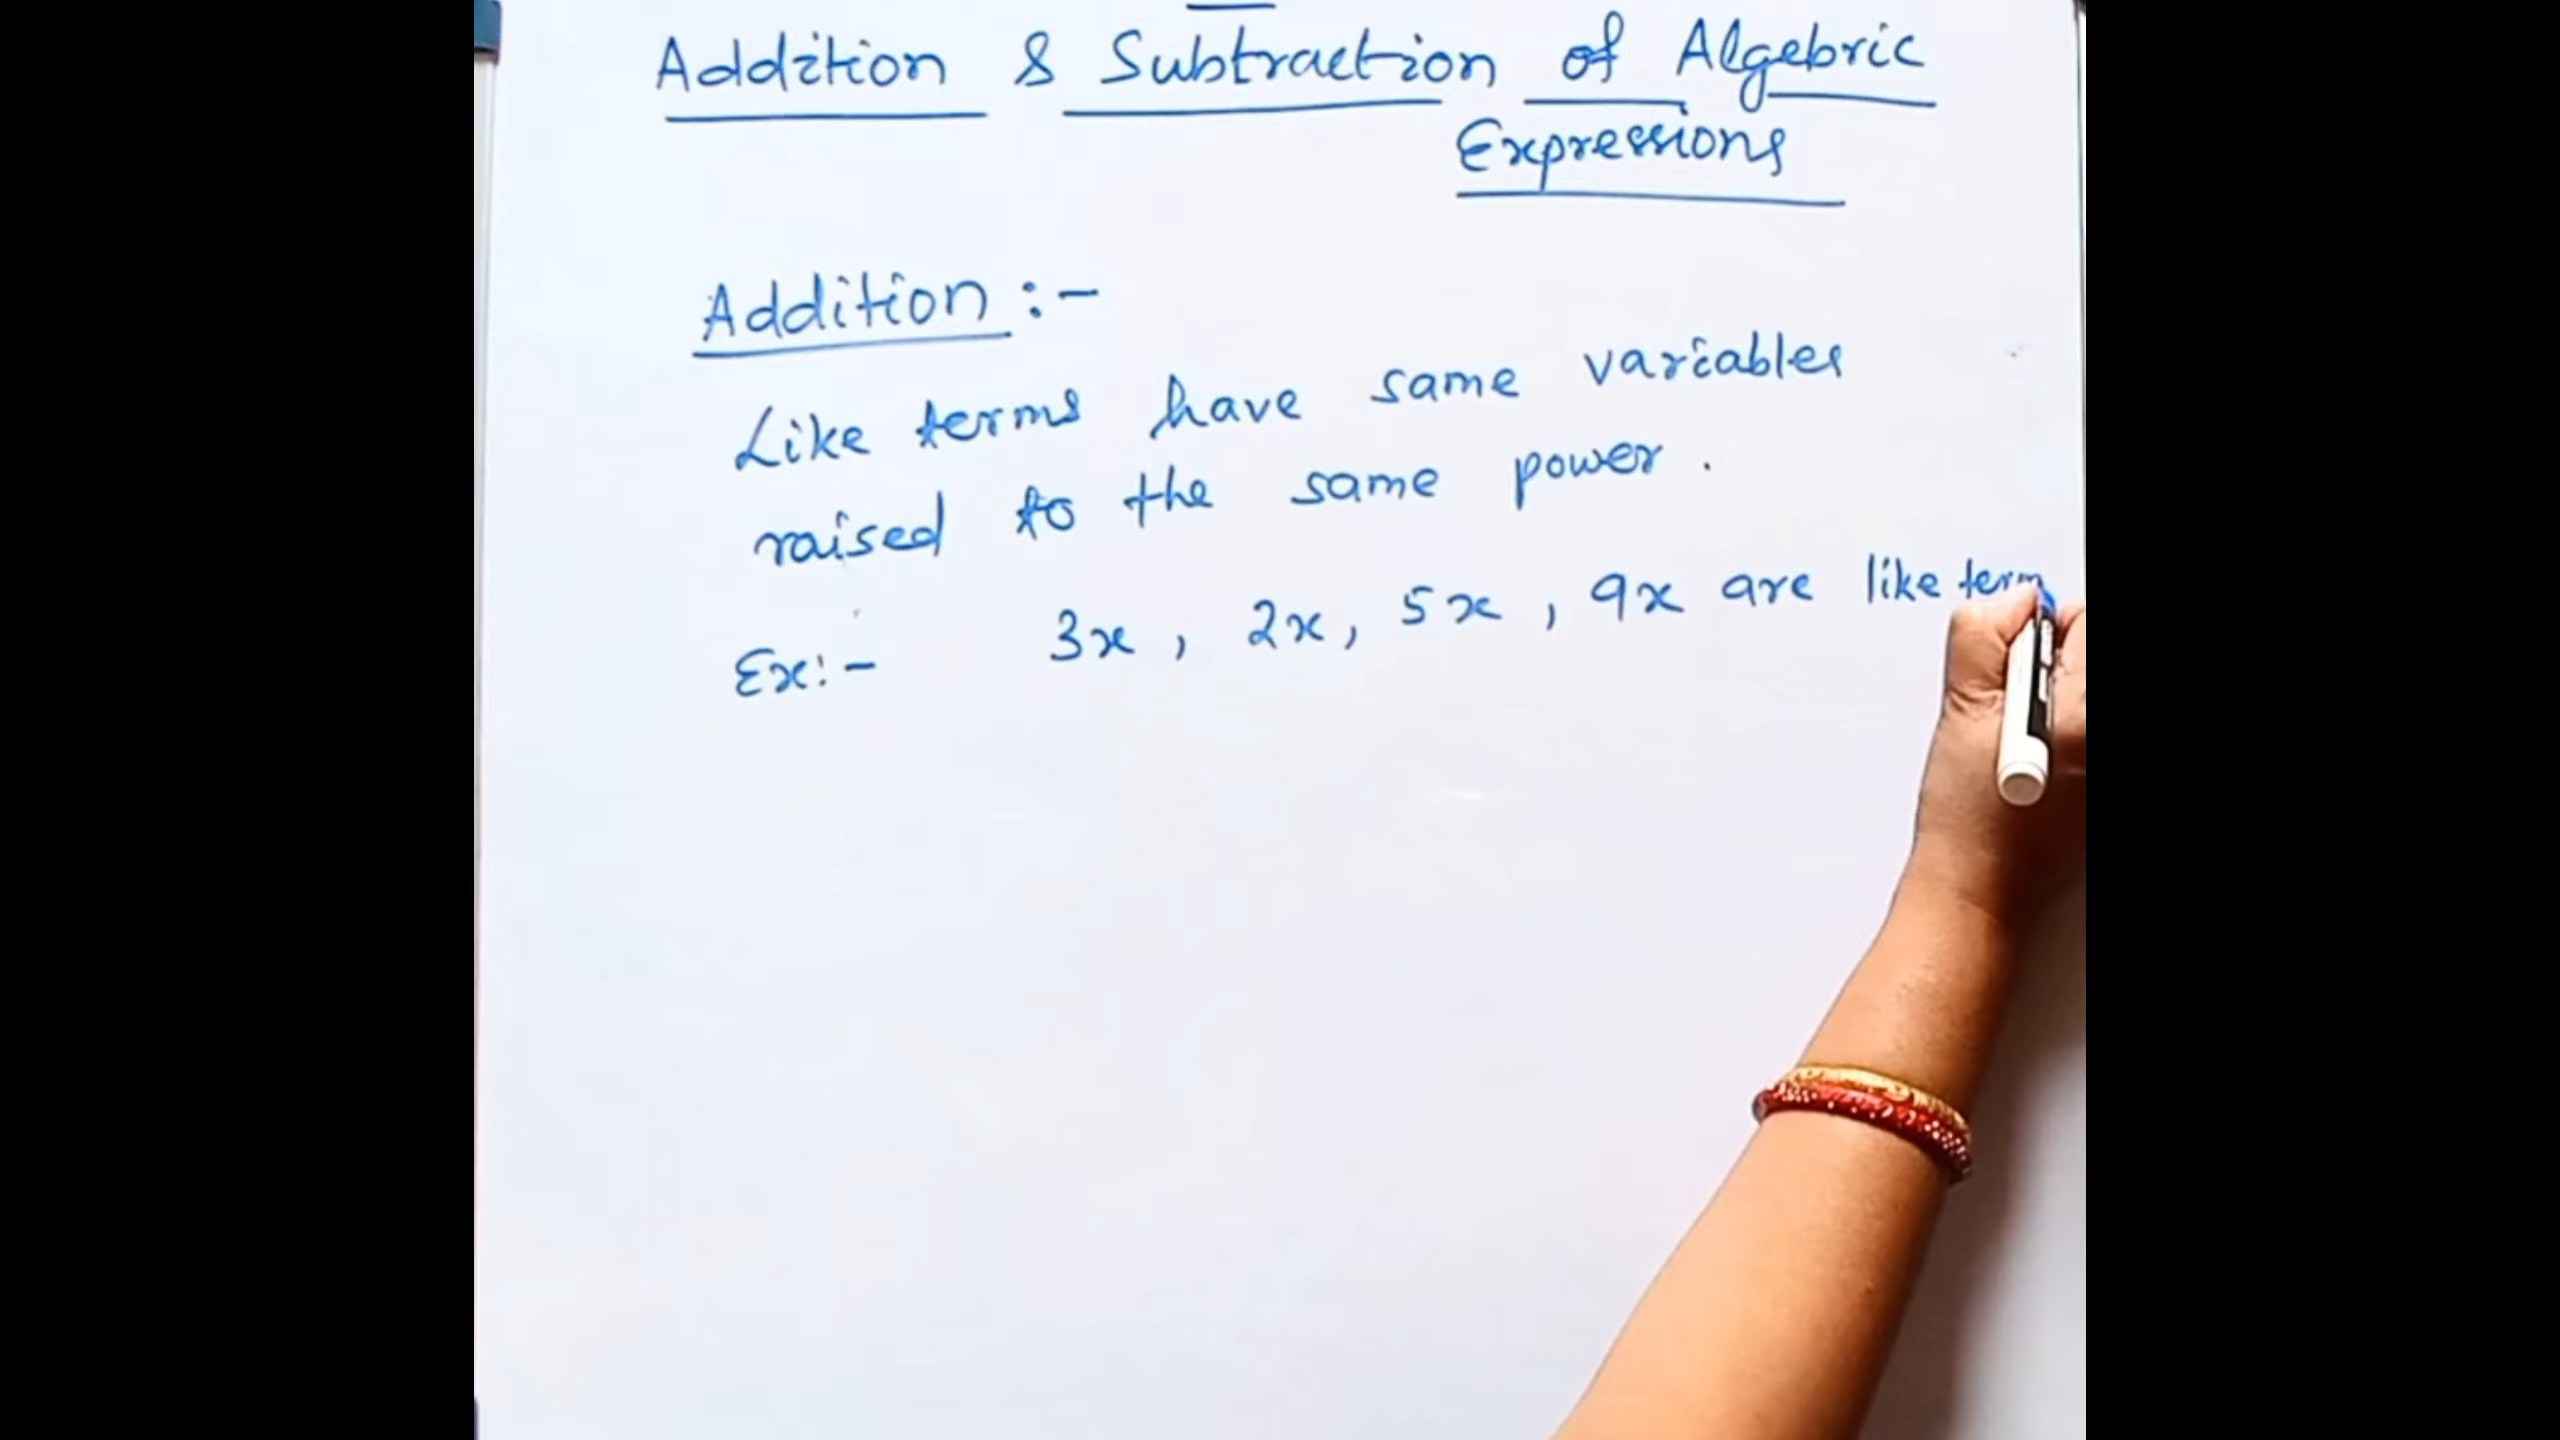 Addition & Subtraction of Algebric
Expressions
Addition :-
Like terms have same variables
raised to the same power .
Ex:- 3x , 2x, 5x , 9x are like term